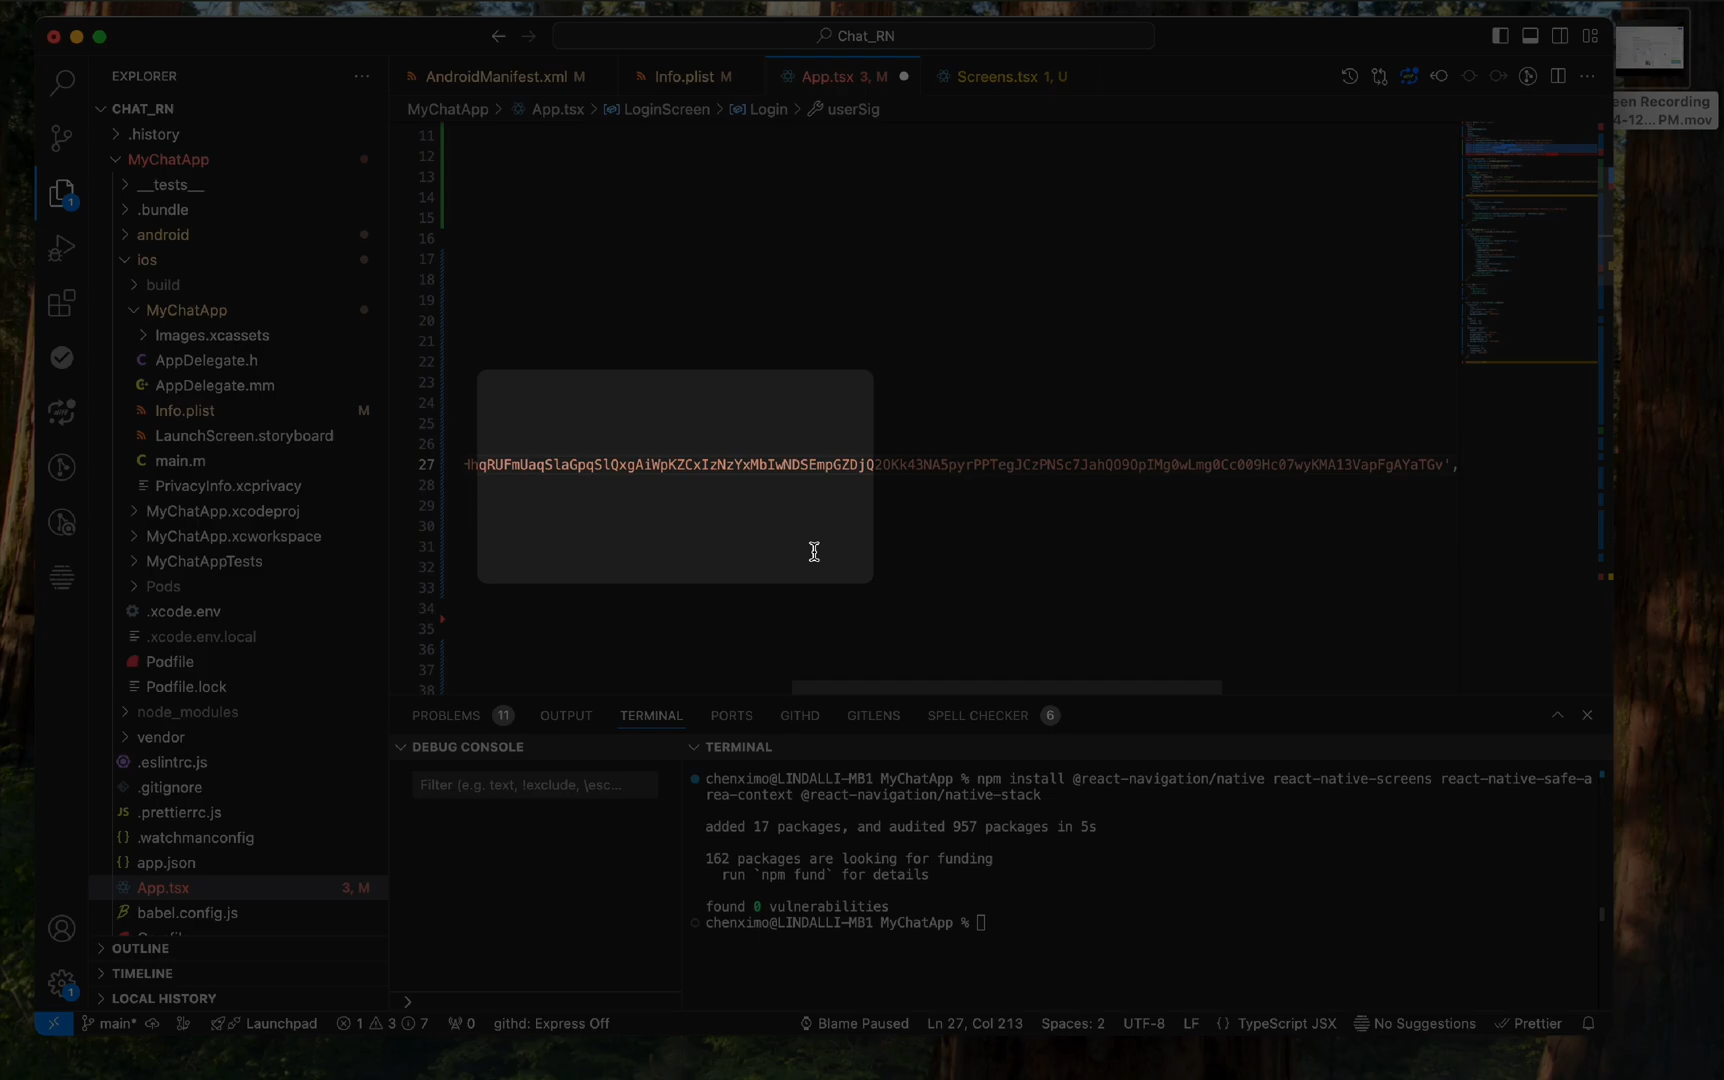 Chat_RN
EXPLORER
AndroidManifest.xml M
Info.plist M
App.tsx 3, M
Screens.tsx 1, U
MyChatApp > App.tsx > LoginScreen > Login > userSig
een Recording
4-12... PM.mov
CHAT_RN
.history
MyChatApp
__tests__
.bundle
android
ios
build
MyChatApp
Images.xcassets
AppDelegate.h
AppDelegate.mm
Info.plist M
LaunchScreen.storyboard
main.m
PrivacyInfo.xcprivacy
MyChatApp.xcodeproj
MyChatApp.xcworkspace
MyChatAppTests
Pods
.xcode.env
.xcode.env.local
Podfile
Podfile.lock
node_modules
vendor
.eslintrc.js
.gitignore
.prettierrc.js
.watchmanconfig
app.json
App.tsx 3, M
babel.config.js
OUTLINE
TIMELINE
LOCAL HISTORY
11
12
13
14
15
16
17
18
19
20
21
22
23
24
25
26
27 HhqRUFmUaqSlaGpqSlQxgAiWpKZCxIzNzYxMbIwNDSEmpGZDjQ2OKk43NA5pyrPPTegJCzPNSc7JahQO9OpIMg0wLmg0Cc009Hc07wyKMA13VapFgAYaTGv',
28
29
30
31
32
33
34
35
36
37
38
PROBLEMS 11 OUTPUT TERMINAL PORTS GITHD GITLENS SPELL CHECKER 6
DEBUG CONSOLE
Filter (e.g. text, !exclude, \esc...
TERMINAL
chenximo@LINDALLI-MB1 MyChatApp % npm install @react-navigation/native react-native-screens react-native-safe-a
rea-context @react-navigation/native-stack
added 17 packages, and audited 957 packages in 5s
162 packages are looking for funding
run `npm fund` for details
found 0 vulnerabilities
chenximo@LINDALLI-MB1 MyChatApp %
main* Launchpad 1 3 7 0 githd: Express Off Blame Paused Ln 27, Col 213 Spaces: 2 UTF-8 LF {} TypeScript JSX No Suggestions Prettier